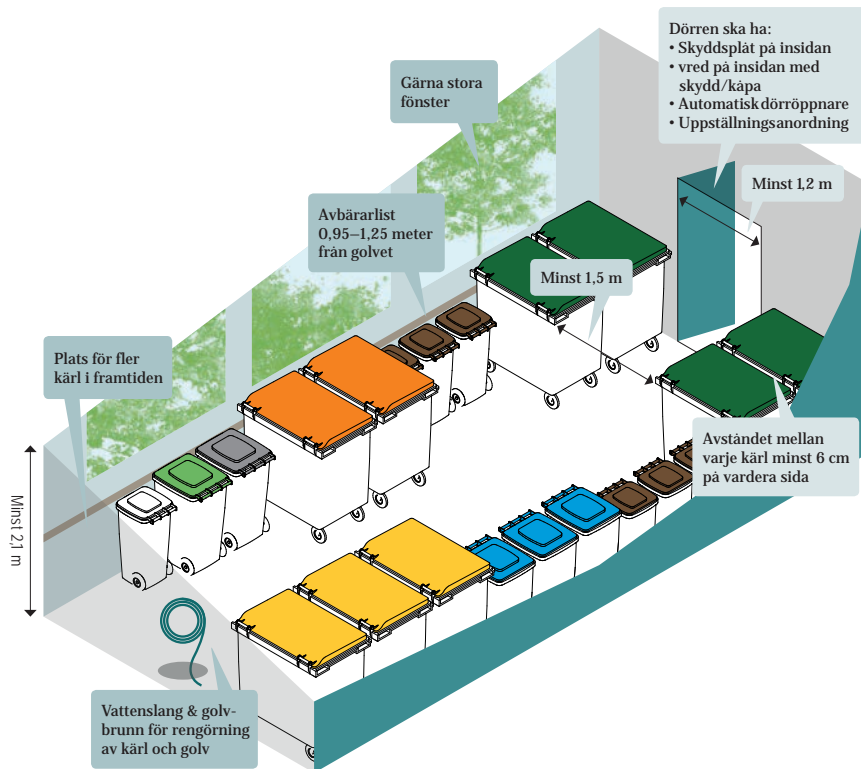 Dörren ska ha:
• Skyddsplåt på insidan
• vred på insidan med
skydd/kåpa
• Automatisk dörröppnare
• Uppställningsanordning
Gärna stora
fönster
Minst 1,2 m
Avbärarlist
0,95–1,25 meter
från golvet
Minst 1,5 m
Plats för fler
kärl i framtiden
Avståndet mellan
varje kärl minst 6 cm
på vardera sida
Minst 2,1 m
Vattenslang & golv-
brunn för rengörning
av kärl och golv